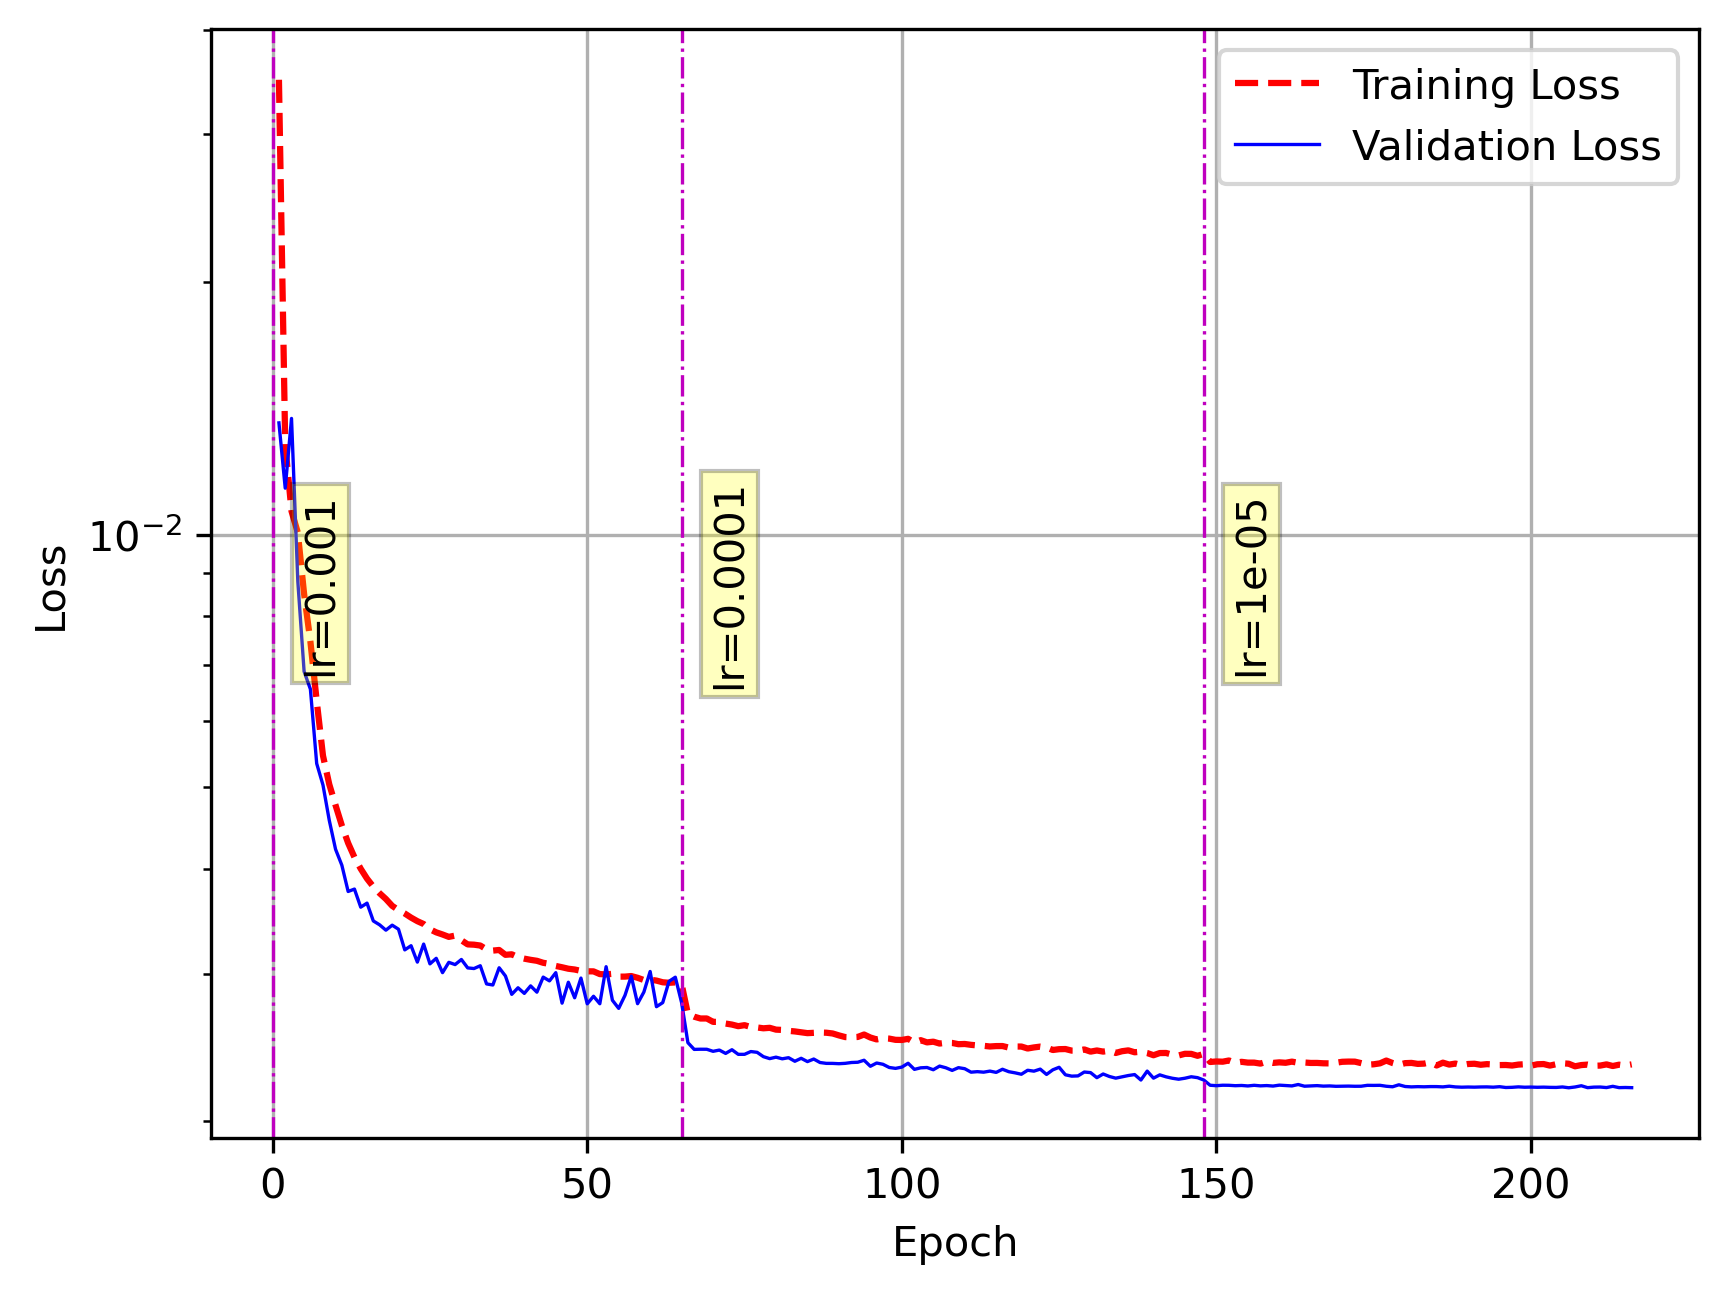 Training Loss
Validation Loss
lr=0.001
lr=0.0001
lr=1e-05
10⁻²
Loss
0 50 100 150 200
Epoch